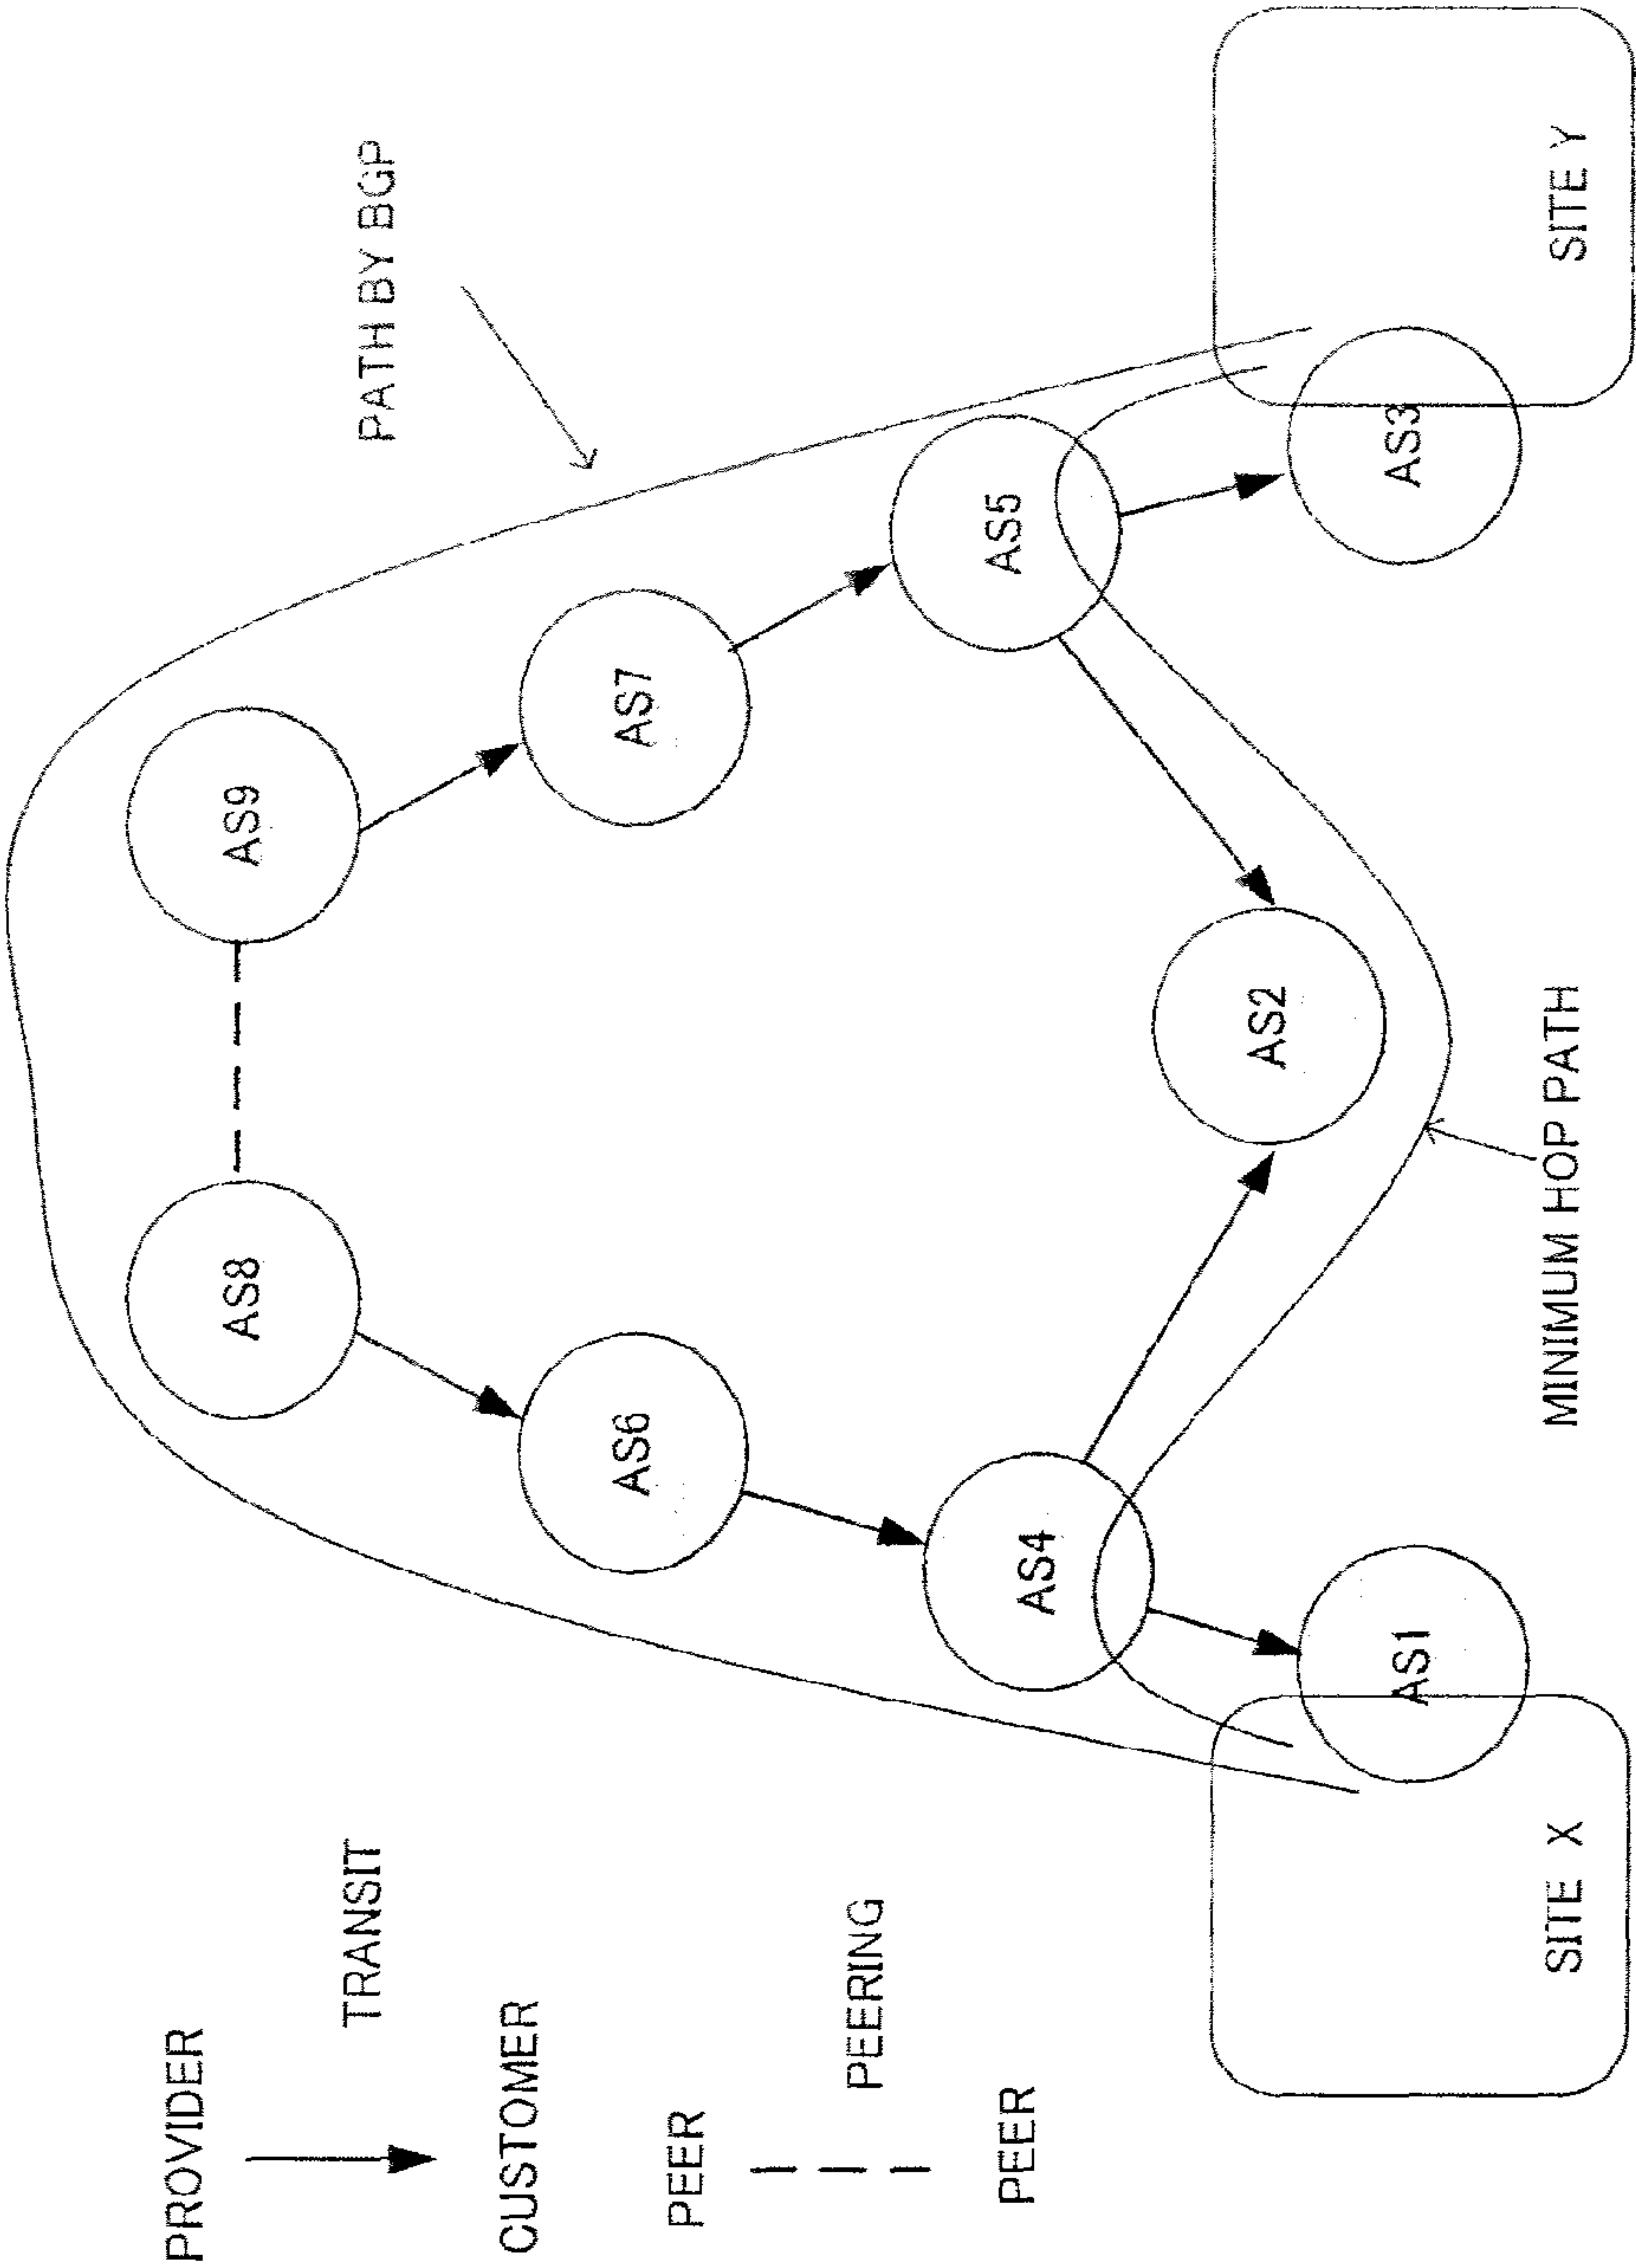 PROVIDER
TRANSIT
CUSTOMER
PEER
PEERING
PEER
PATH BY BGP
AS8
AS9
AS6
AS7
AS4
AS5
AS2
AS1
AS3
SITE X
MINIMUM HOP PATH
SITE Y